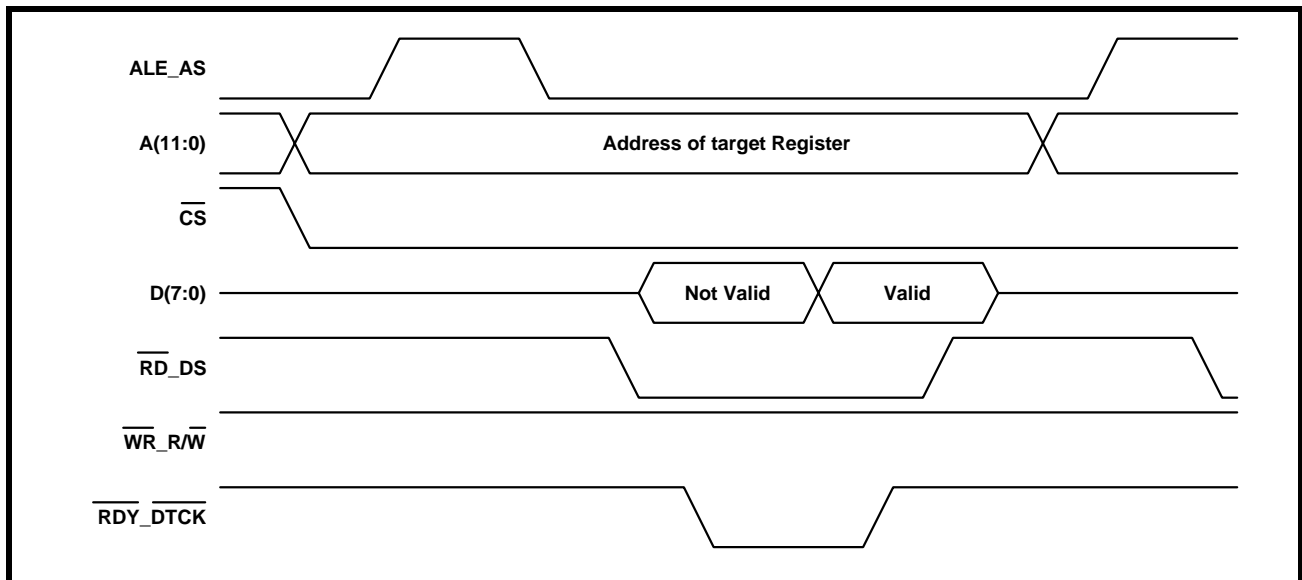 ALE_AS
A(11:0)
Address of target Register
CS
D(7:0)
Not Valid
Valid
RD_DS
WR_R/W
RDY_DTCK